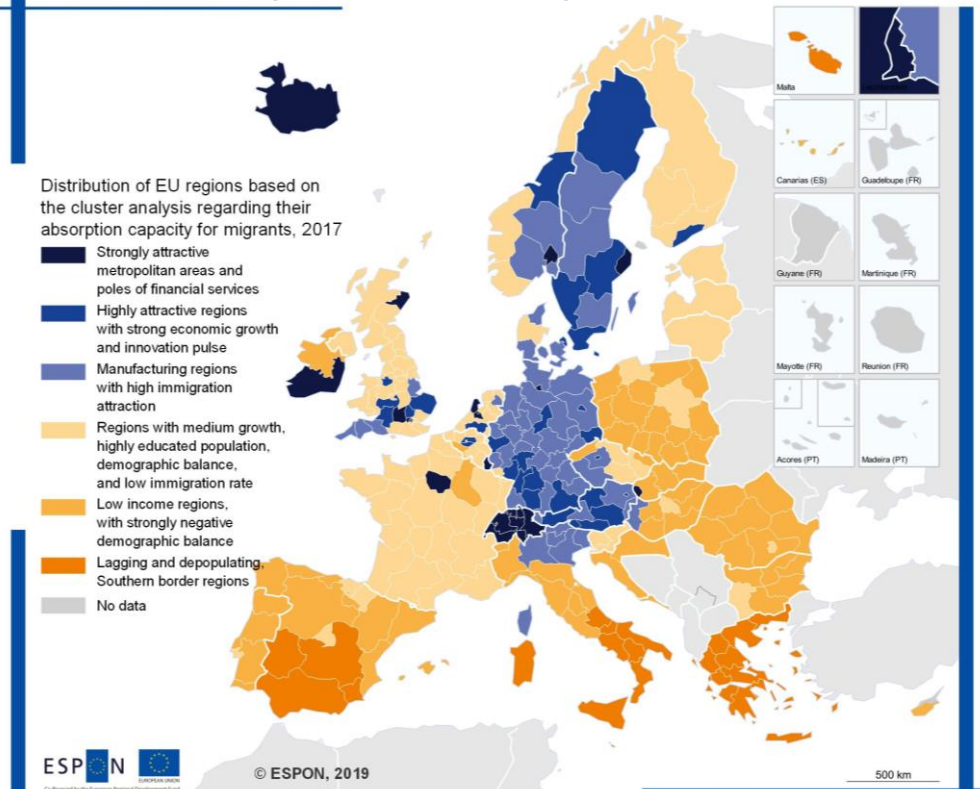 Distribution of EU regions based on
the cluster analysis regarding their
absorption capacity for migrants, 2017
Strongly attractive
metropolitan areas and
poles of financial services
Highly attractive regions
with strong economic growth
and innovation pulse
Manufacturing regions
with high immigration
attraction
Regions with medium growth,
highly educated population,
demographic balance,
and low immigration rate
Low income regions,
with strongly negative
demographic balance
Lagging and depopulating,
Southern border regions
No data
Malta
Canarias (ES)
Guadeloupe (FR)
Guyane (FR)
Martinique (FR)
Mayotte (FR)
Reunion (FR)
Acores (PT)
Madeira (PT)
ESPON
EUROPEAN UNION
© ESPON, 2019
500 km